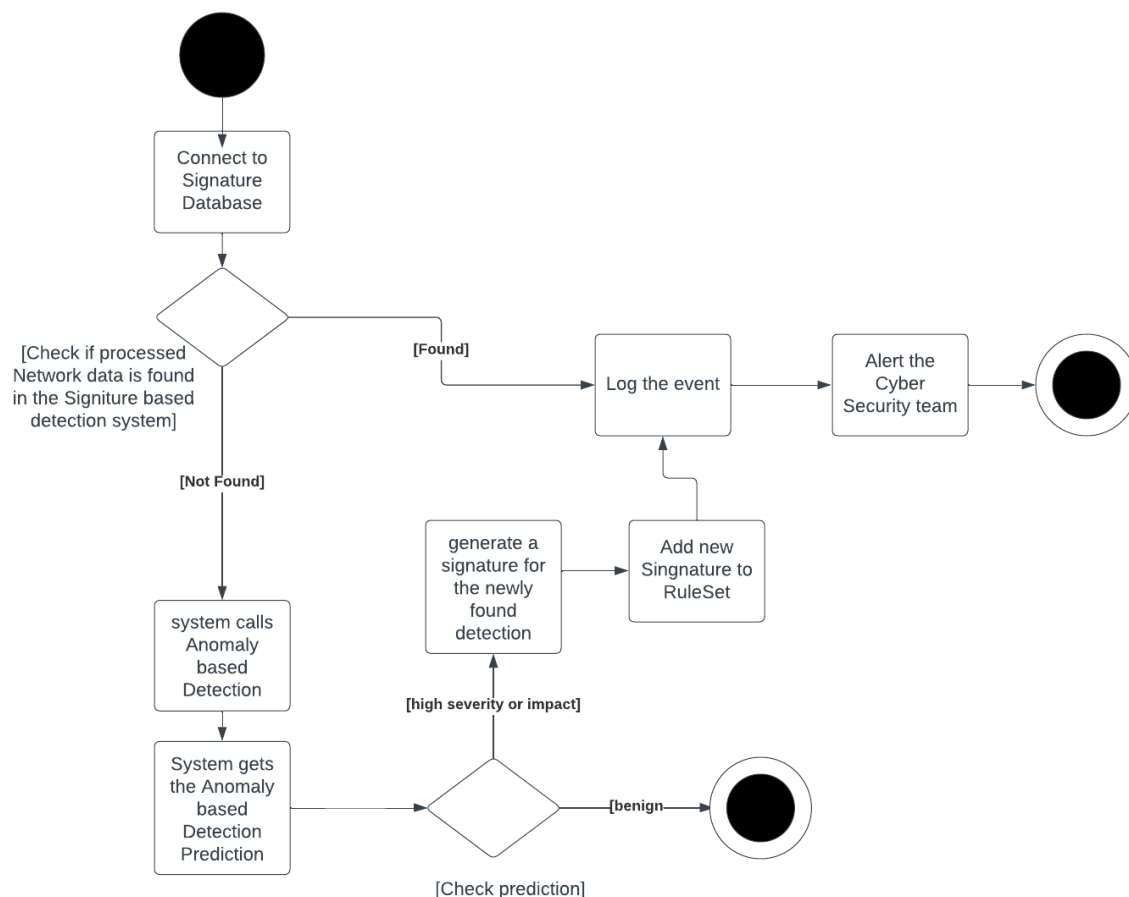 Connect to
Signature
Database
[Check if processed
Network data is found
in the Signiture based
detection system]
[Found]
Log the event
Alert the
Cyber
Security team
[Not Found]
generate a
signature for
the newly
found
detection
Add new
Singnature to
RuleSet
system calls
Anomaly
based
Detection
[high severity or impact]
System gets
the Anomaly
based
Detection
Prediction
[benign
[Check prediction]